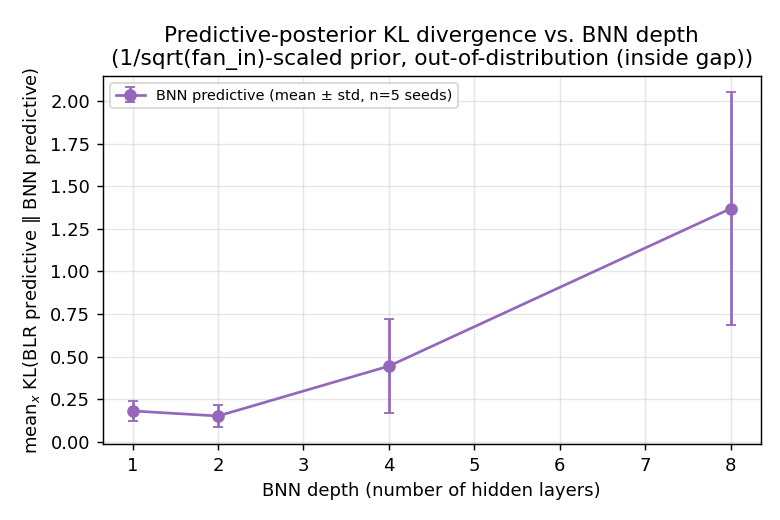 Predictive-posterior KL divergence vs. BNN depth
(1/sqrt(fan_in)-scaled prior, out-of-distribution (inside gap))
BNN predictive (mean ± std, n=5 seeds)
meanₓ KL(BLR predictive ∥ BNN predictive)
2.00
1.75
1.50
1.25
1.00
0.75
0.50
0.25
0.00
1 2 3 4 5 6 7 8
BNN depth (number of hidden layers)